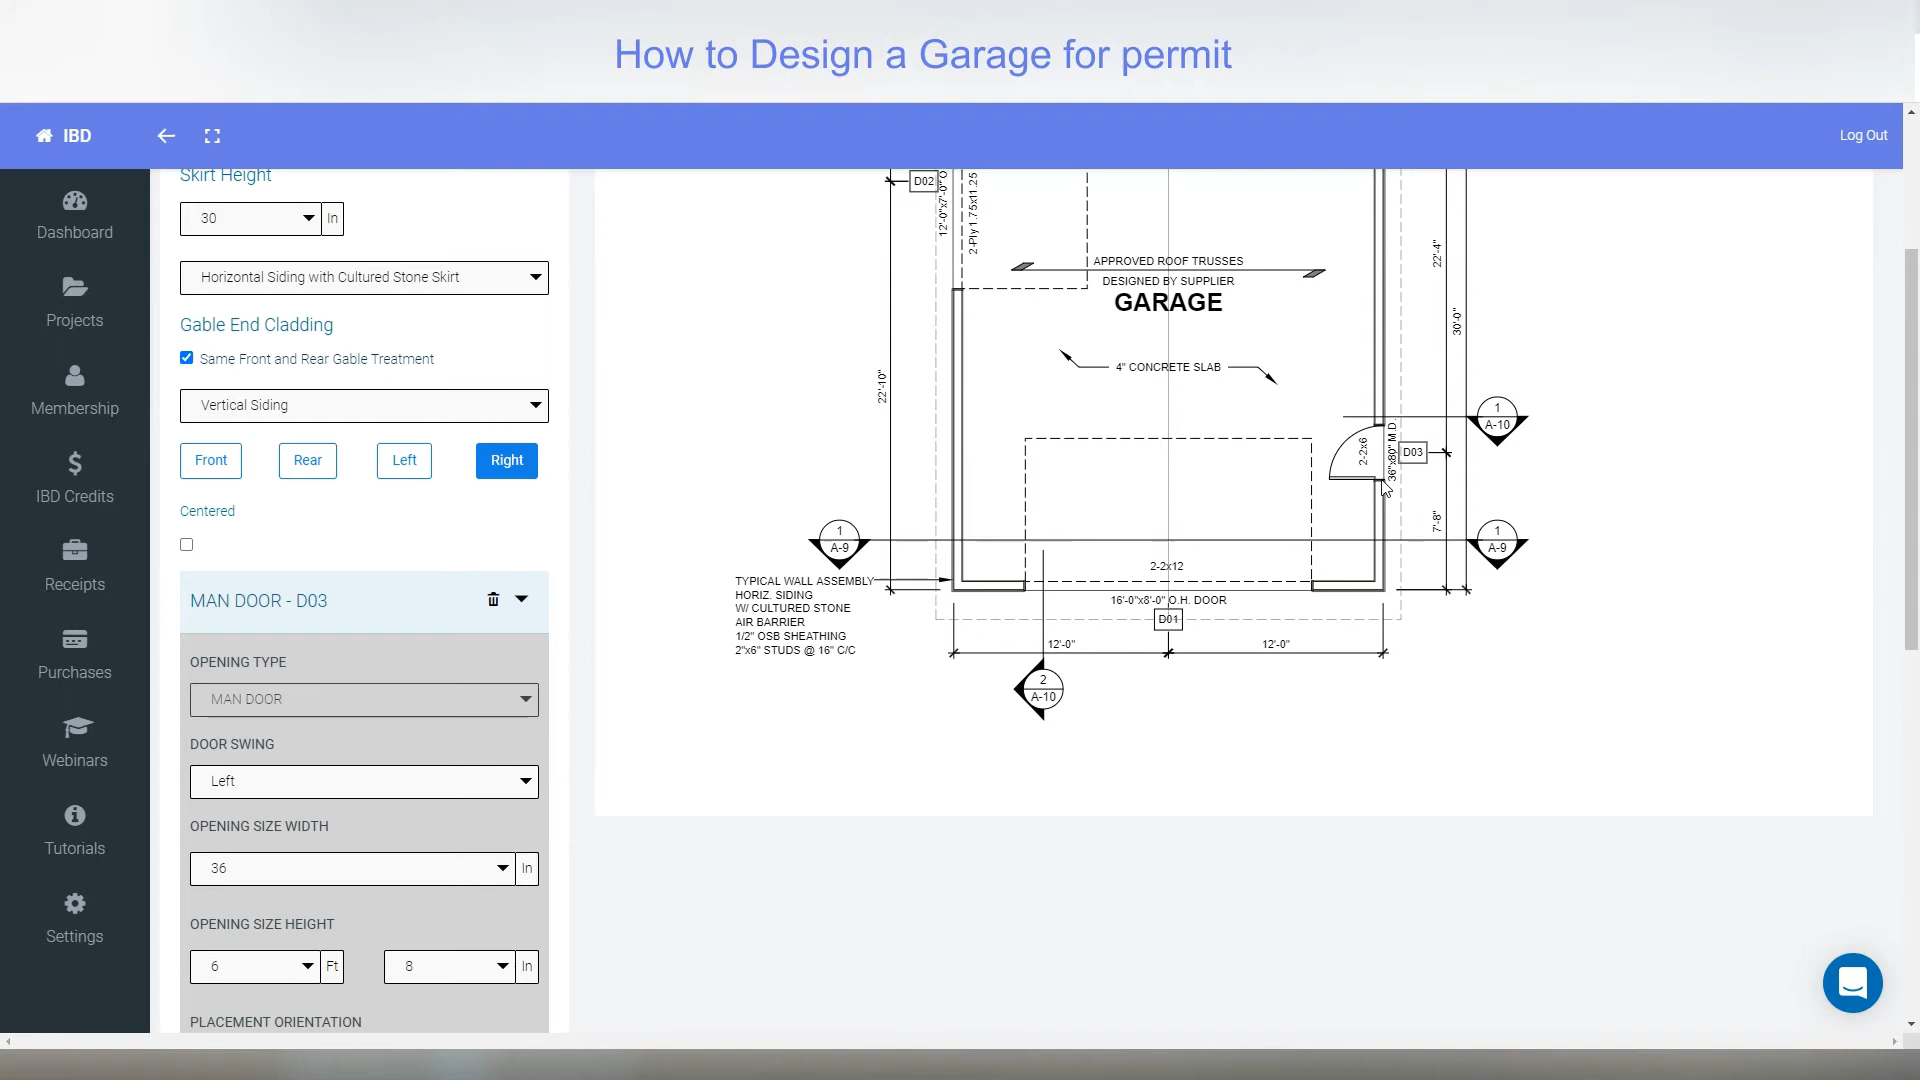 How to Design a Garage for permit
IBD
Log Out
Dashboard
Projects
Membership
IBD Credits
Receipts
Purchases
Webinars
Tutorials
Settings
Skirt Height
30 In
Horizontal Siding with Cultured Stone Skirt
Gable End Cladding
Same Front and Rear Gable Treatment
Vertical Siding
Front Rear Left Right
Centered
MAN DOOR - D03
OPENING TYPE
MAN DOOR
DOOR SWING
Left
OPENING SIZE WIDTH
36 In
OPENING SIZE HEIGHT
6 Ft 8 In
PLACEMENT ORIENTATION
D02
12'-0"x7'-0" O
2-Ply 1.75x11.25
APPROVED ROOF TRUSSES
DESIGNED BY SUPPLIER
GARAGE
4" CONCRETE SLAB
22'-10"
22'-4"
30'-0"
1
A-10
2-2x6
36"x80" M.D.
D03
7'-8"
1
A-9
1
A-9
2-2x12
16'-0"x8'-0" O.H. DOOR
D01
12'-0" 12'-0"
2
A-10
TYPICAL WALL ASSEMBLY
HORIZ. SIDING
W/ CULTURED STONE
AIR BARRIER
1/2" OSB SHEATHING
2"x6" STUDS @ 16" C/C